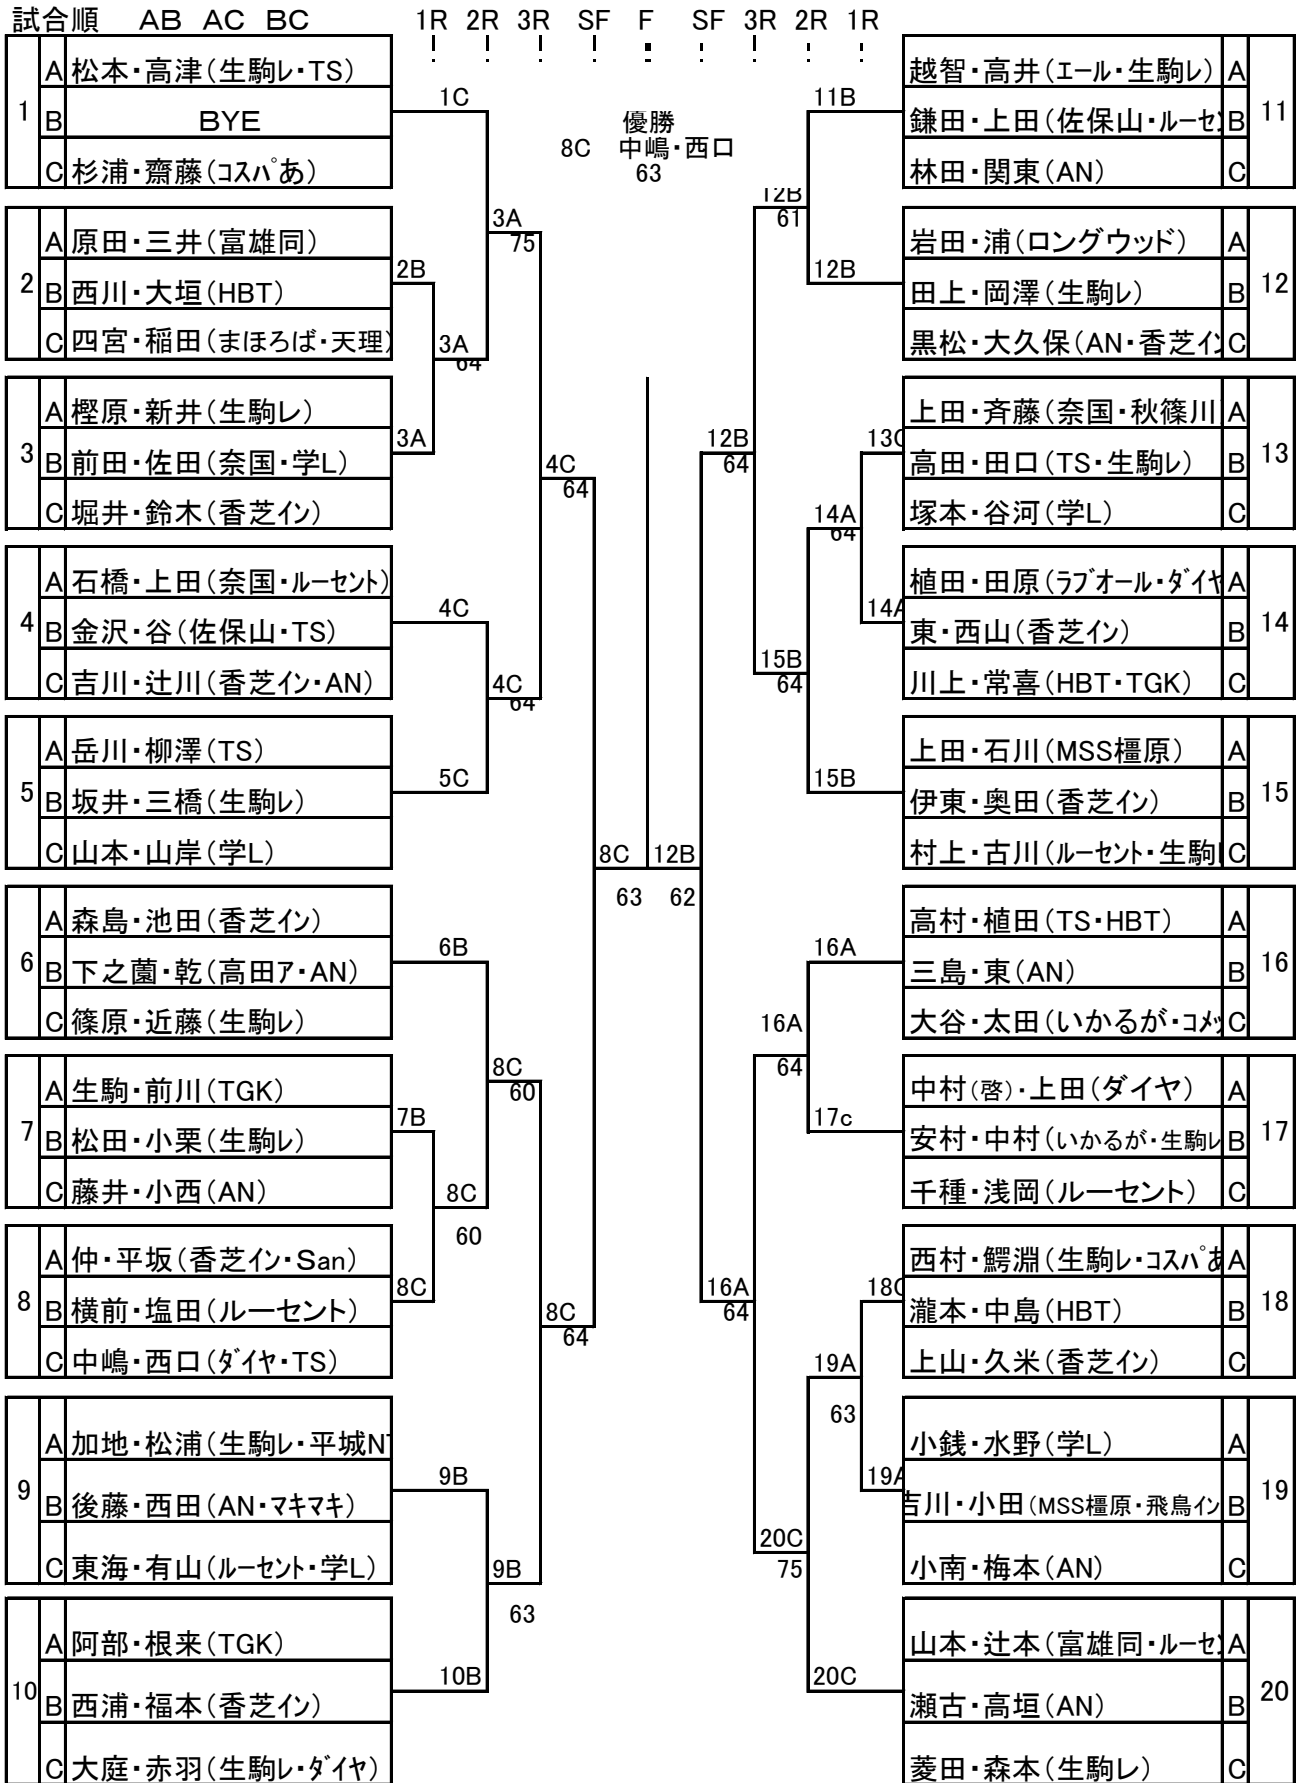 試合順 AB AC BC 1R 2R 3R SF F SF 3R 2R 1R
優勝
8C 中嶋・西口
63
1
A 松本・高津(生駒レ・TS)
B BYE
C 杉浦・齋藤(コスパあ)
2
A 原田・三井(富雄同)
B 西川・大垣(HBT)
C 四宮・稲田(まほろば・天理)
3
A 樫原・新井(生駒レ)
B 前田・佐田(奈国・学L)
C 堀井・鈴木(香芝イン)
4
A 石橋・上田(奈国・ルーセント)
B 金沢・谷(佐保山・TS)
C 吉川・辻川(香芝イン・AN)
5
A 岳川・柳澤(TS)
B 坂井・三橋(生駒レ)
C 山本・山岸(学L)
6
A 森島・池田(香芝イン)
B 下之薗・乾(高田ア・AN)
C 篠原・近藤(生駒レ)
7
A 生駒・前川(TGK)
B 松田・小栗(生駒レ)
C 藤井・小西(AN)
8
A 仲・平坂(香芝イン・San)
B 横前・塩田(ルーセント)
C 中嶋・西口(ダイヤ・TS)
9
A 加地・松浦(生駒レ・平城NT
B 後藤・西田(AN・マキマキ)
C 東海・有山(ルーセント・学L)
10
A 阿部・根来(TGK)
B 西浦・福本(香芝イン)
C 大庭・赤羽(生駒レ・ダイヤ)
1C
2B
3A
4C
5C
6B
7B
8C
9B
10B
3A
64
8C
60
3A
75
4C
64
8C
60
9B
63
4C
64
8C
64
8C
63
12B
62
12B
64
16A
64
12B
61
15B
64
16A
64
20C
75
14A
64
19A
63
11B
12B
13C
14A
15B
16A
17c
18C
19A
20C
越智・高井(エール・生駒レ) A
鎌田・上田(佐保山・ルーセン B
林田・関東(AN) C
11
岩田・浦(ロングウッド) A
田上・岡澤(生駒レ) B
黒松・大久保(AN・香芝イン C
12
上田・斉藤(奈国・秋篠川 A
高田・田口(TS・生駒レ) B
塚本・谷河(学L) C
13
植田・田原(ラブオール・ダイヤ A
東・西山(香芝イン) B
川上・常喜(HBT・TGK) C
14
上田・石川(MSS橿原) A
伊東・奥田(香芝イン) B
村上・古川(ルーセント・生駒レ C
15
高村・植田(TS・HBT) A
三島・東(AN) B
大谷・太田(いかるが・コメッ C
16
中村(啓)・上田(ダイヤ) A
安村・中村(いかるが・生駒レ B
千種・浅岡(ルーセント) C
17
西村・鰐淵(生駒レ・コスパあ A
瀧本・中島(HBT) B
上山・久米(香芝イン) C
18
小銭・水野(学L) A
吉川・小田(MSS橿原・飛鳥イン B
小南・梅本(AN) C
19
山本・辻本(富雄同・ルーセン A
瀬古・高垣(AN) B
菱田・森本(生駒レ) C
20